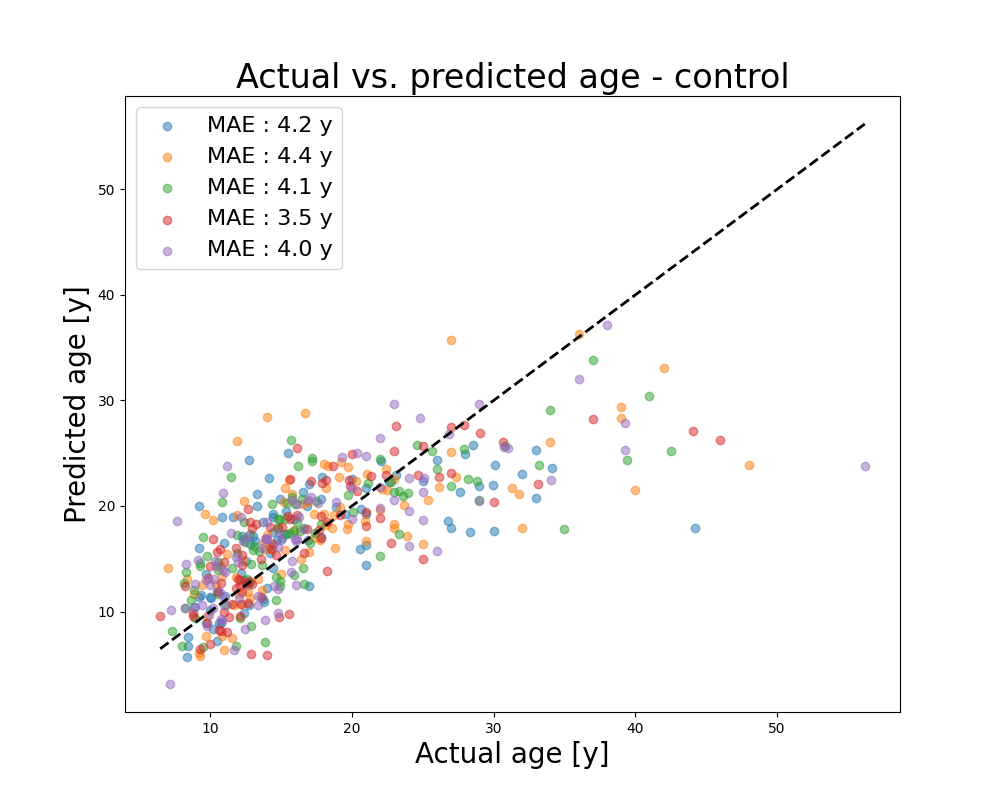 Actual vs. predicted age - control
MAE : 4.2 y
MAE : 4.4 y
MAE : 4.1 y
MAE : 3.5 y
MAE : 4.0 y
Predicted age [y]
50
40
30
20
10
10 20 30 40 50
Actual age [y]